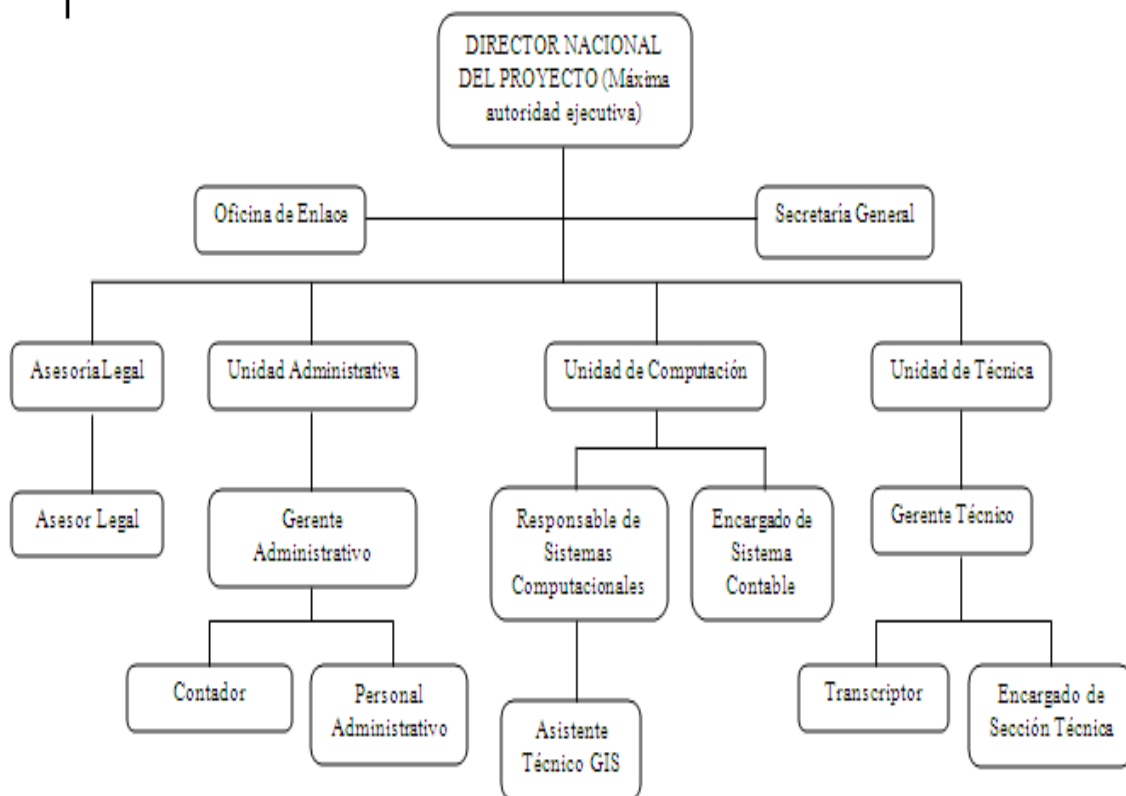 DIRECTOR NACIONAL
DEL PROYECTO (Máxima
autoridad ejecutiva)
Oficina de Enlace
Secretaría General
Asesoría Legal
Unidad Administrativa
Unidad de Computación
Unidad de Técnica
Asesor Legal
Gerente
Administrativo
Responsable de
Sistemas
Computacionales
Encargado de
Sistema
Contable
Gerente Técnico
Contador
Personal
Administrativo
Asistente
Técnico GIS
Transcriptor
Encargado de
Sección Técnica